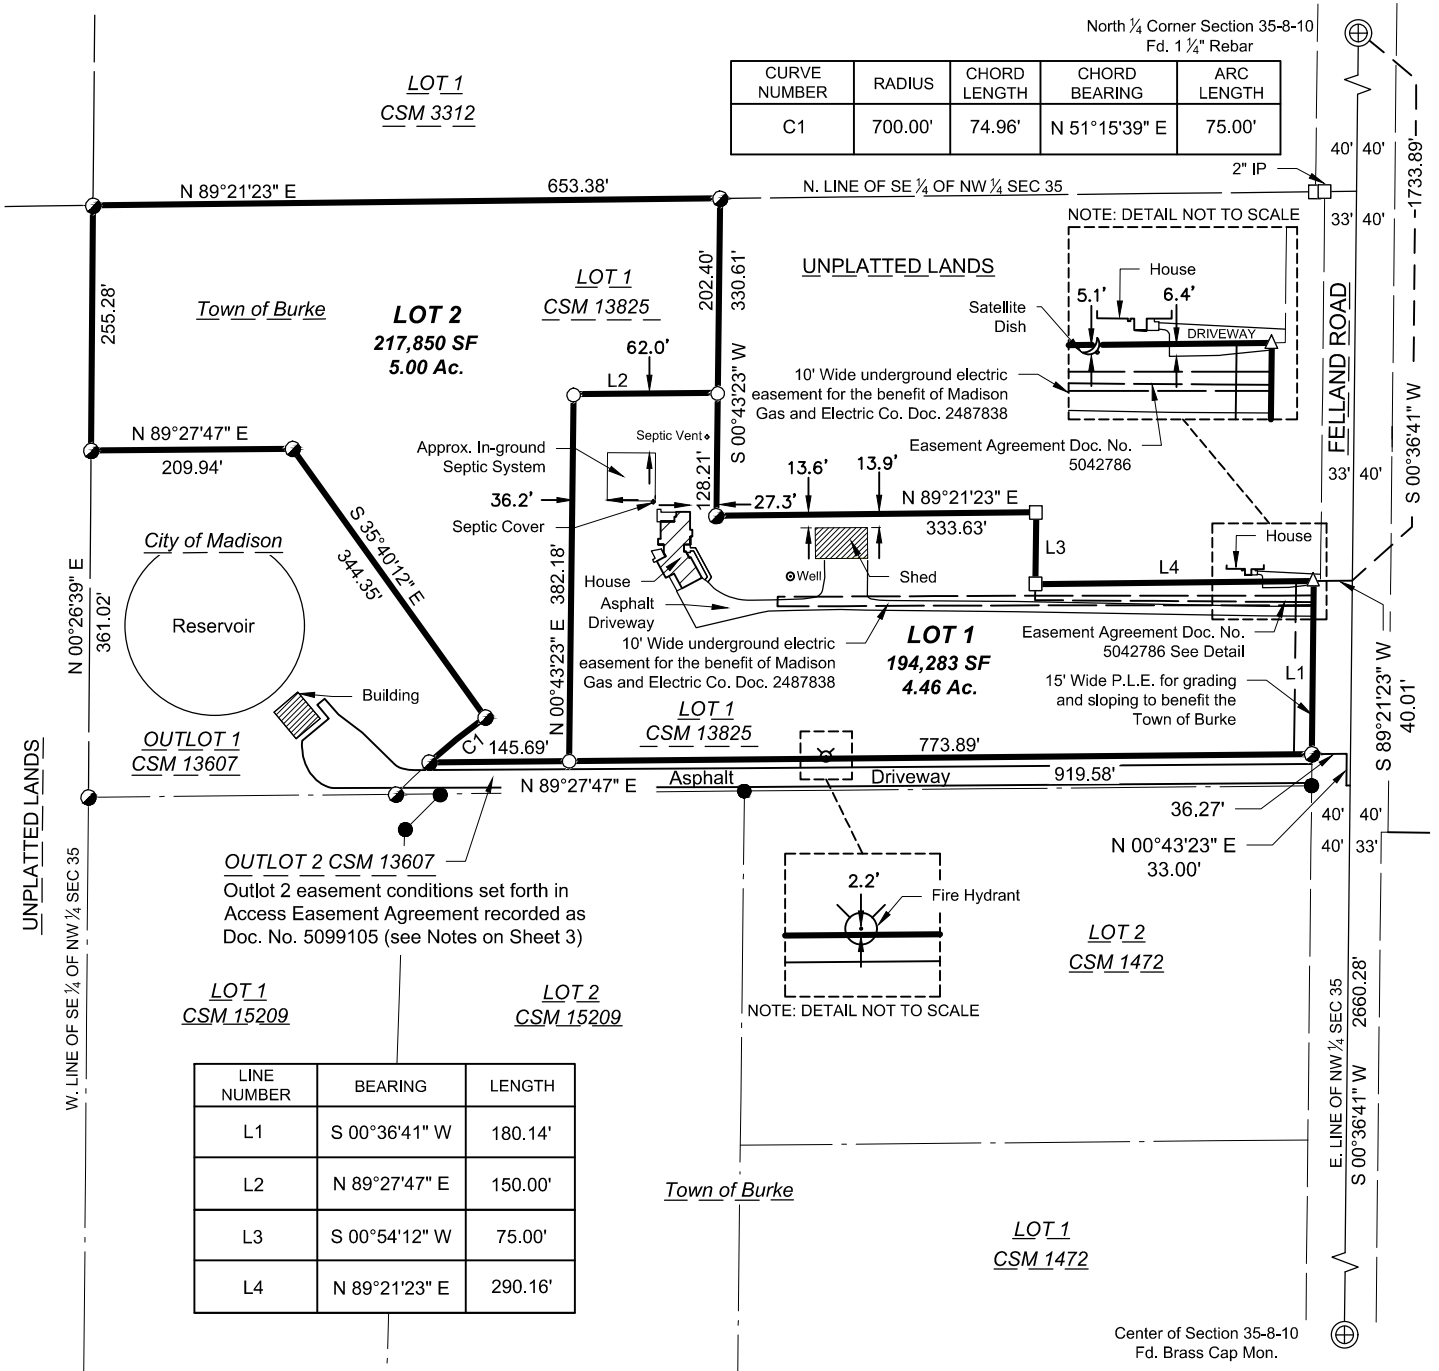 North ¼ Corner Section 35-8-10
Fd. 1 ¼" Rebar
CURVE NUMBER RADIUS CHORD LENGTH CHORD BEARING ARC LENGTH
C1 700.00' 74.96' N 51°15'39" E 75.00'
LOT 1
CSM 3312
40' 40'
2" IP
N 89°21'23" E 653.38'
N. LINE OF SE ¼ OF NW ¼ SEC 35
33' 40'
1733.89'
S 00°36'41" W
NOTE: DETAIL NOT TO SCALE
House
5.1' 6.4'
Satellite
Dish
DRIVEWAY
10' Wide underground electric
easement for the benefit of Madison
Gas and Electric Co. Doc. 2487838
Easement Agreement Doc. No.
5042786
UNPLATTED LANDS
FELLAND ROAD
33' 40'
255.28'
Town of Burke
LOT 2
217,850 SF
5.00 Ac.
LOT 1
CSM 13825
202.40'
330.61'
S 00°43'23" W
128.21'
62.0'
L2
N 89°27'47" E
209.94'
Septic Vent
Approx. In-ground
Septic System
36.2'
Septic Cover
27.3'
13.6' 13.9'
N 89°21'23" E
333.63'
L3
L4
House
S 35°40'12" E
344.35'
City of Madison
Reservoir
N 00°26'39" E
361.02'
N 00°43'23" E 382.18'
House
Asphalt
Driveway
Well
Shed
10' Wide underground electric
easement for the benefit of Madison
Gas and Electric Co. Doc. 2487838
LOT 1
194,283 SF
4.46 Ac.
Easement Agreement Doc. No.
5042786 See Detail
15' Wide P.L.E. for grading
and sloping to benefit the
Town of Burke
L1
S 89°21'23" W
40.01'
Building
OUTLOT 1
CSM 13607
LOT 1
CSM 13825
C1
145.69'
773.89'
N 89°27'47" E
Asphalt Driveway
919.58'
36.27'
N 00°43'23" E
33.00'
40' 40'
40' 33'
UNPLATTED LANDS
W. LINE OF SE ¼ OF NW ¼ SEC 35
OUTLOT 2 CSM 13607
Outlot 2 easement conditions set forth in
Access Easement Agreement recorded as
Doc. No. 5099105 (see Notes on Sheet 3)
2.2'
Fire Hydrant
NOTE: DETAIL NOT TO SCALE
LOT 2
CSM 1472
LOT 1
CSM 15209
LOT 2
CSM 15209
E. LINE OF NW ¼ SEC 35
S 00°36'41" W 2660.28'
LINE NUMBER BEARING LENGTH
L1 S 00°36'41" W 180.14'
L2 N 89°27'47" E 150.00'
L3 S 00°54'12" W 75.00'
L4 N 89°21'23" E 290.16'
Town of Burke
LOT 1
CSM 1472
Center of Section 35-8-10
Fd. Brass Cap Mon.